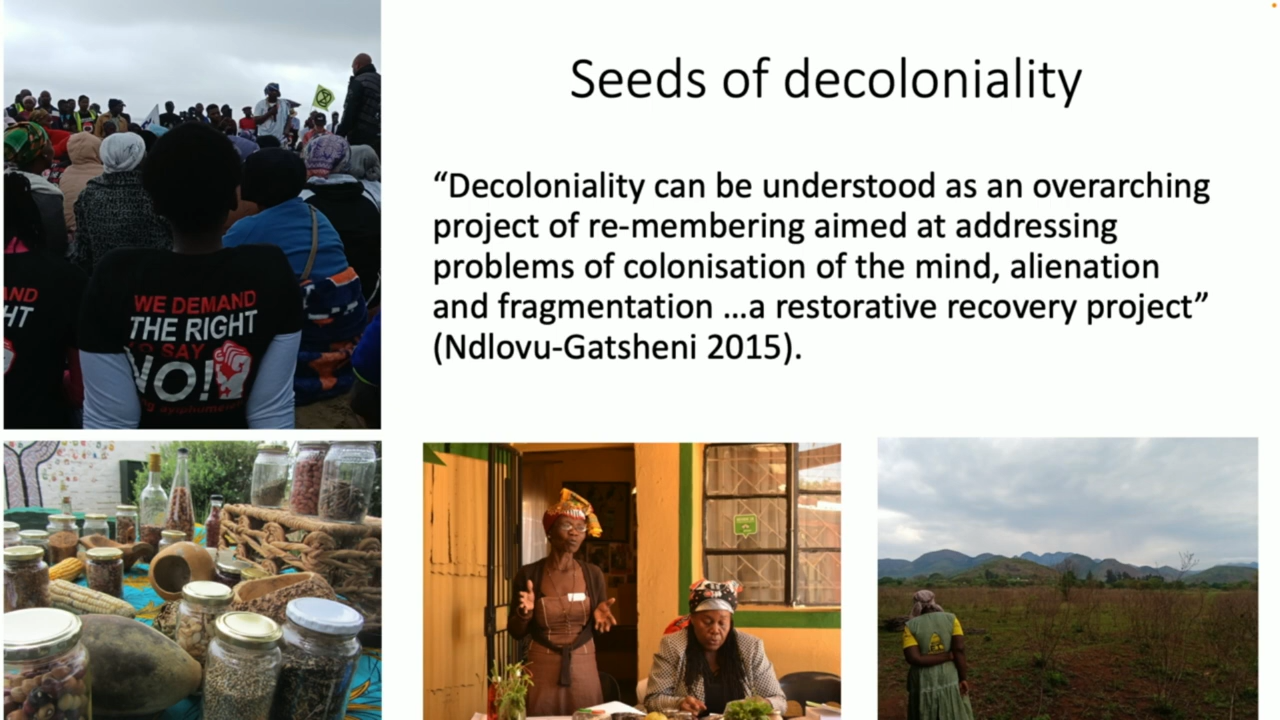 Seeds of decoloniality
“Decoloniality can be understood as an overarching
project of re-membering aimed at addressing
problems of colonisation of the mind, alienation
and fragmentation ...a restorative recovery project”
(Ndlovu-Gatsheni 2015).
WE DEMAND
THE RIGHT
TO SAY
NO!
AND
HT